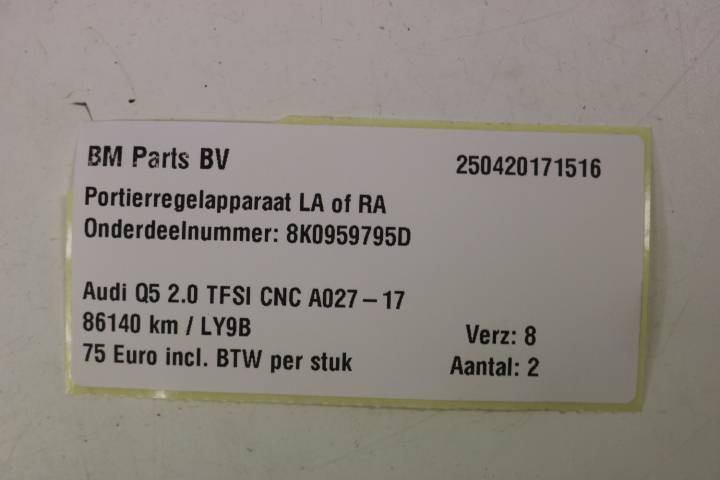 BM Parts BV 250420171516
Portierregelapparaat LA of RA
Onderdeelnummer: 8K0959795D
Audi Q5 2.0 TFSI CNC A027 – 17
86140 km / LY9B Verz: 8
75 Euro incl. BTW per stuk Aantal: 2